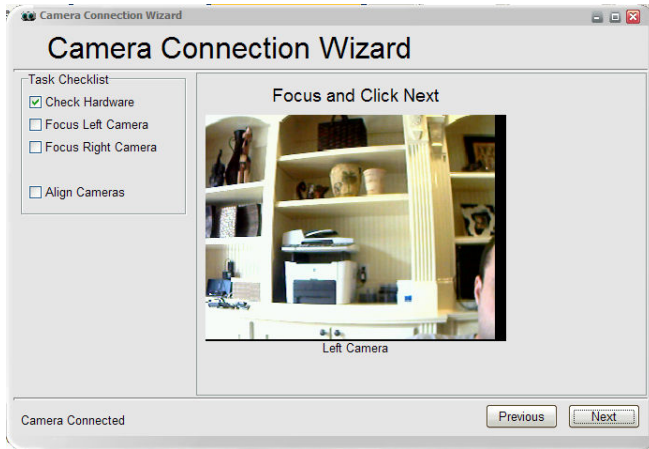 Camera Connection Wizard
Camera Connection Wizard
Task Checklist
Check Hardware
Focus Left Camera
Focus Right Camera
Align Cameras
Focus and Click Next
Left Camera
Camera Connected
Previous
Next